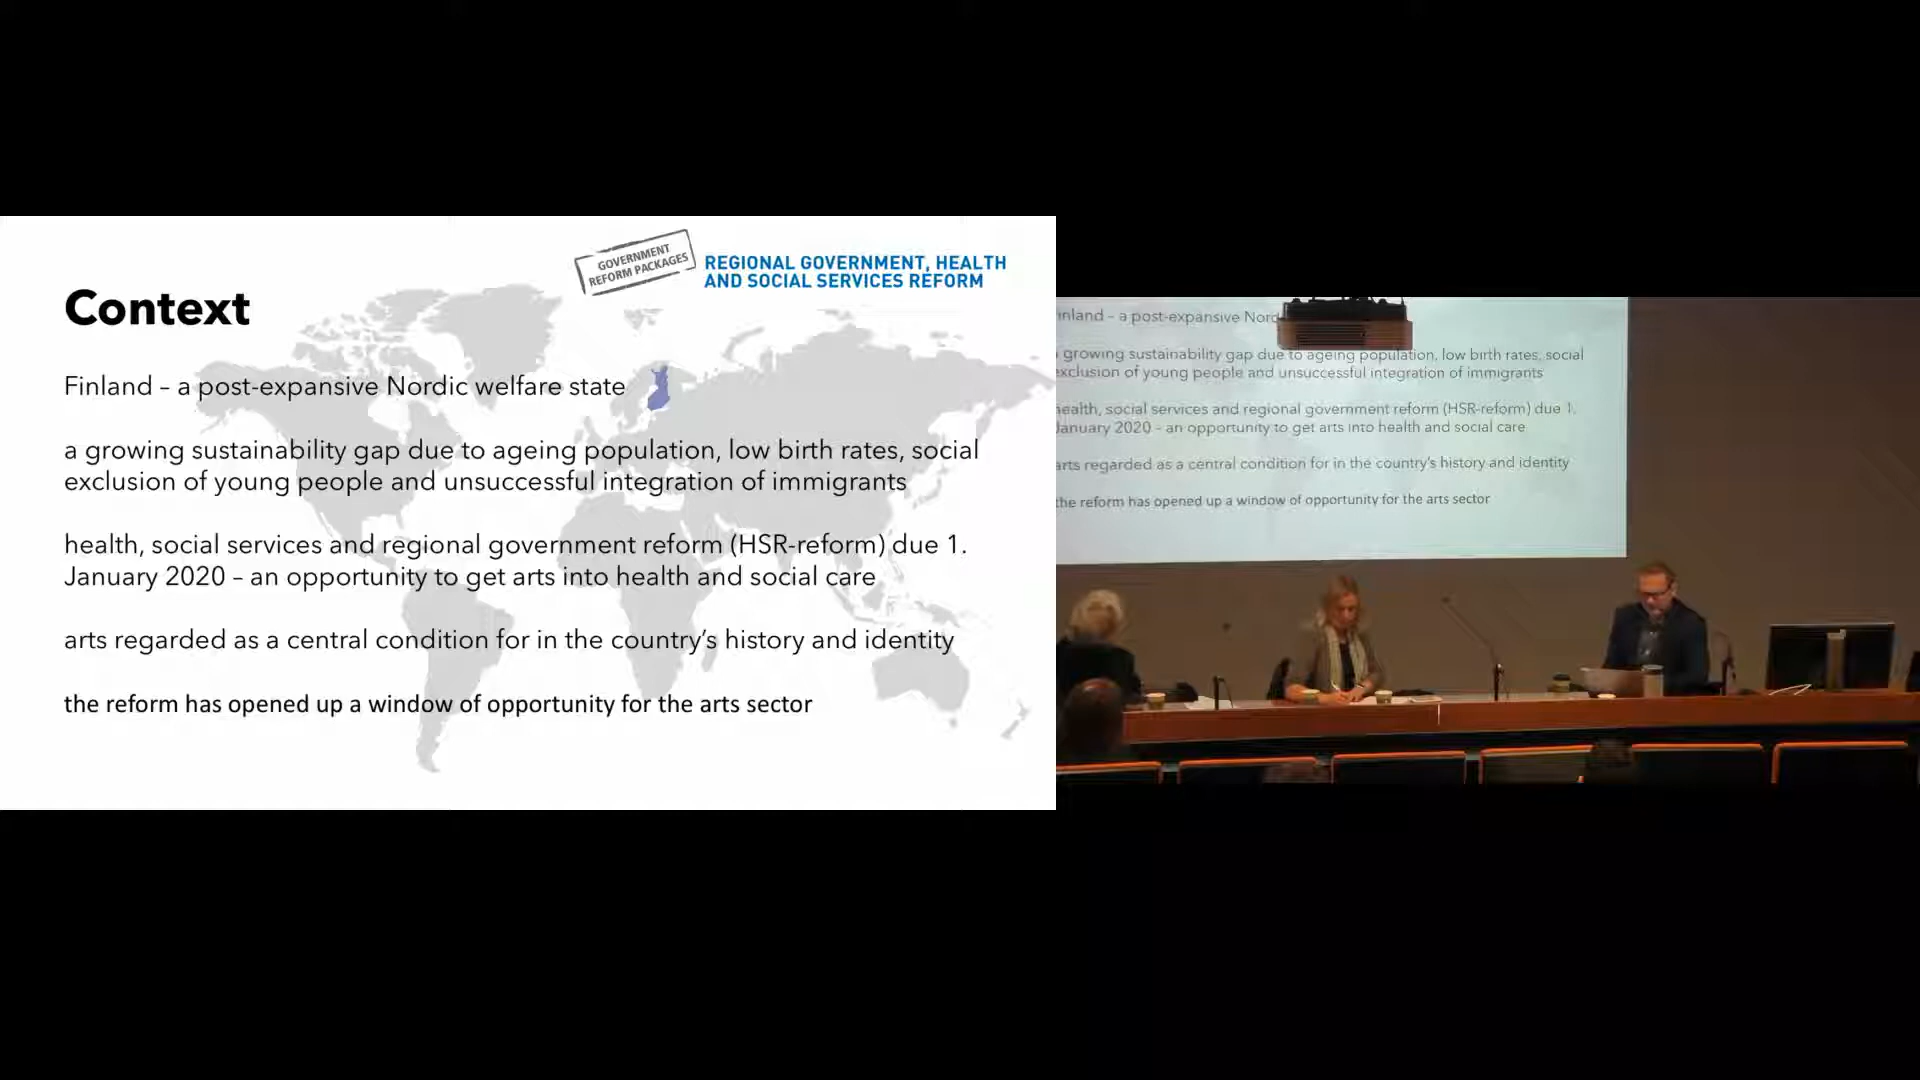 GOVERNMENT
REFORM PACKAGES
REGIONAL GOVERNMENT, HEALTH
AND SOCIAL SERVICES REFORM
Context
Finland – a post-expansive Nordic welfare state
a growing sustainability gap due to ageing population, low birth rates, social
exclusion of young people and unsuccessful integration of immigrants
health, social services and regional government reform (HSR-reform) due 1.
January 2020 – an opportunity to get arts into health and social care
arts regarded as a central condition for in the country’s history and identity
the reform has opened up a window of opportunity for the arts sector
inland – a post-expansive Nord
growing sustainability gap due to ageing population, low birth rates, social
exclusion of young people and unsuccessful integration of immigrants
ealth, social services and regional government reform (HSR-reform) due 1.
January 2020 – an opportunity to get arts into health and social care
arts regarded as a central condition for in the country’s history and identity
the reform has opened up a window of opportunity for the arts sector